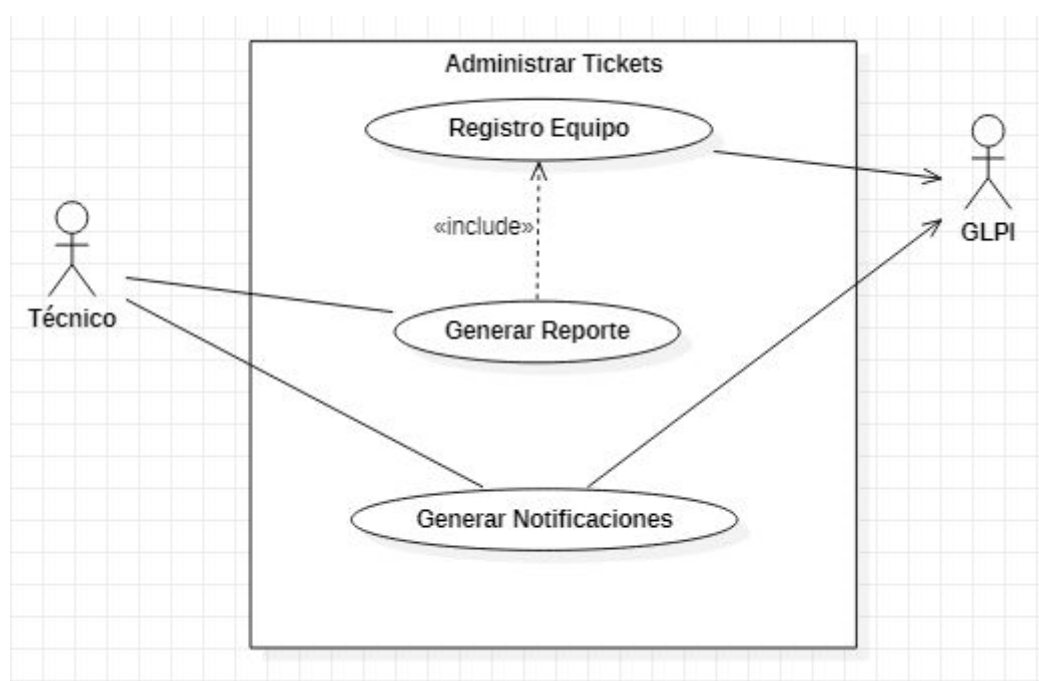 Administrar Tickets
Registro Equipo
«include»
GLPI
Técnico
Generar Reporte
Generar Notificaciones